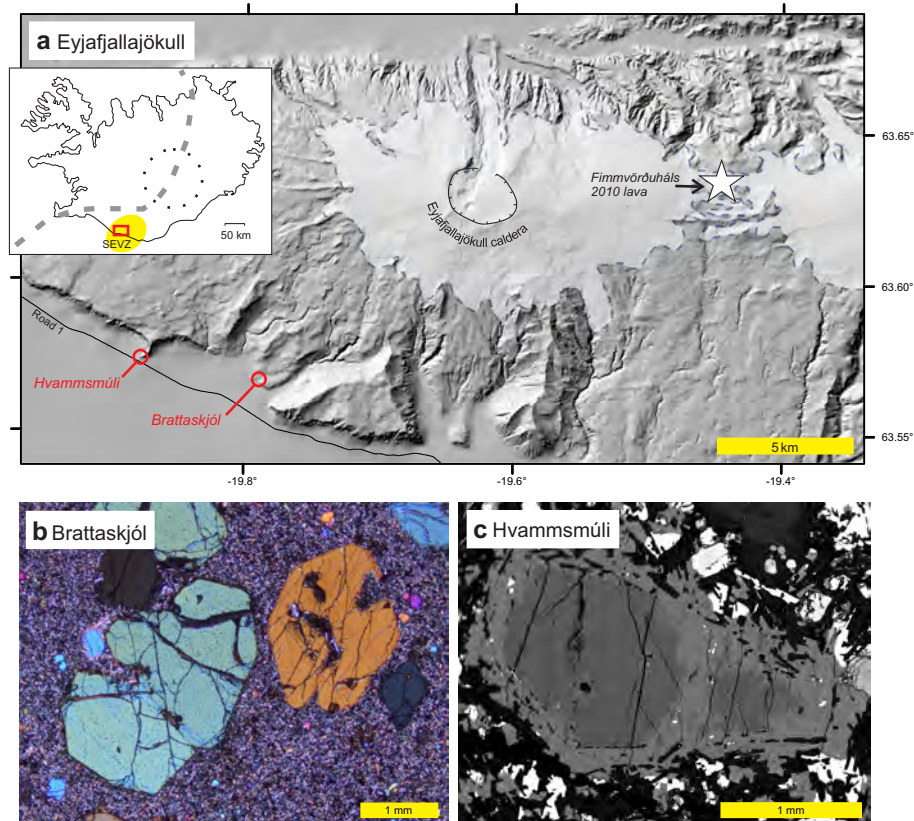 a Eyjafjallajökull
50 km
SEVZ
Fimmvörðuháls
2010 lava
Eyjafjallajökull caldera
63.65°
63.60°
63.55°
Road 1
Hvammsmúli
Brattaskjól
5 km
-19.8°
-19.6°
-19.4°
b Brattaskjól
1 mm
c Hvammsmúli
1 mm